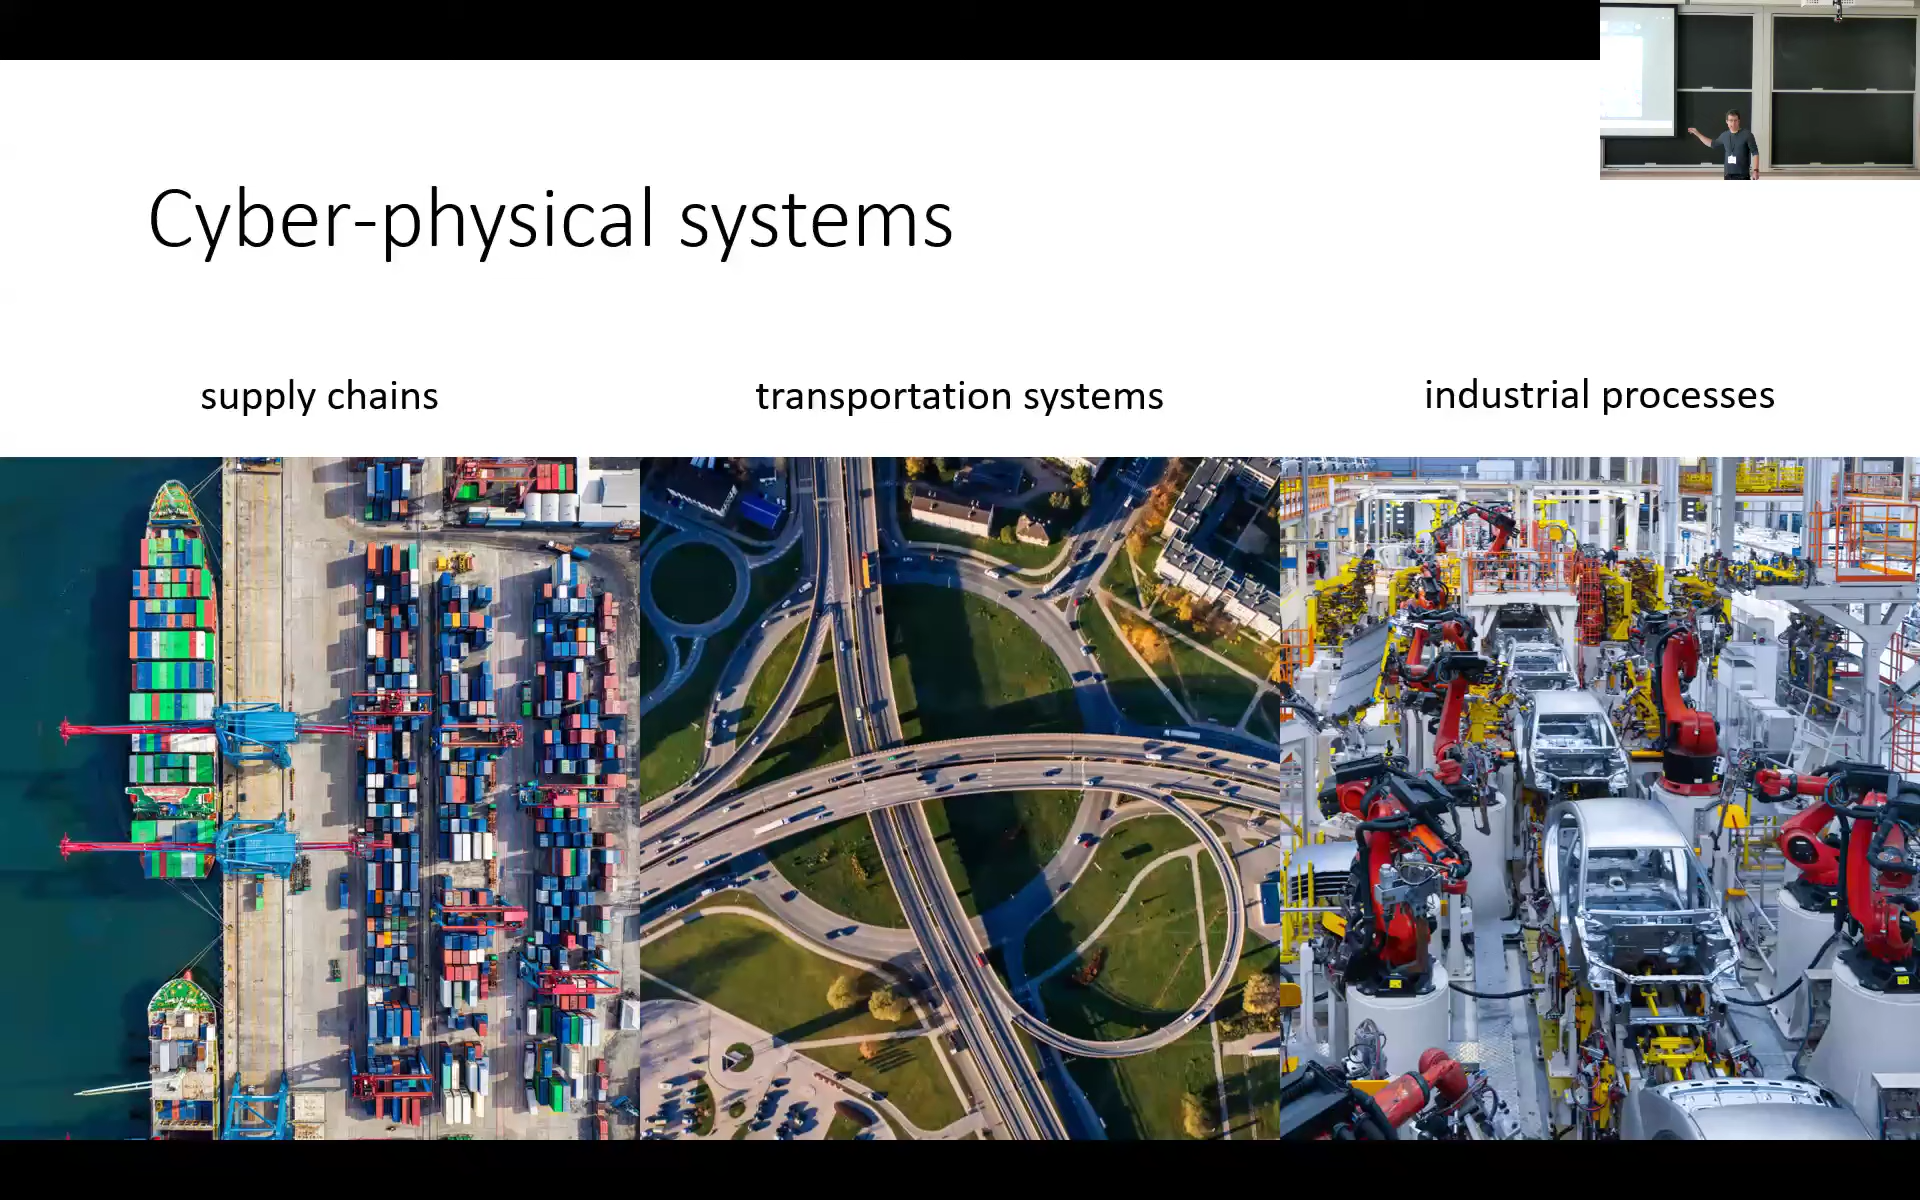 Cyber-physical systems
supply chains
transportation systems
industrial processes